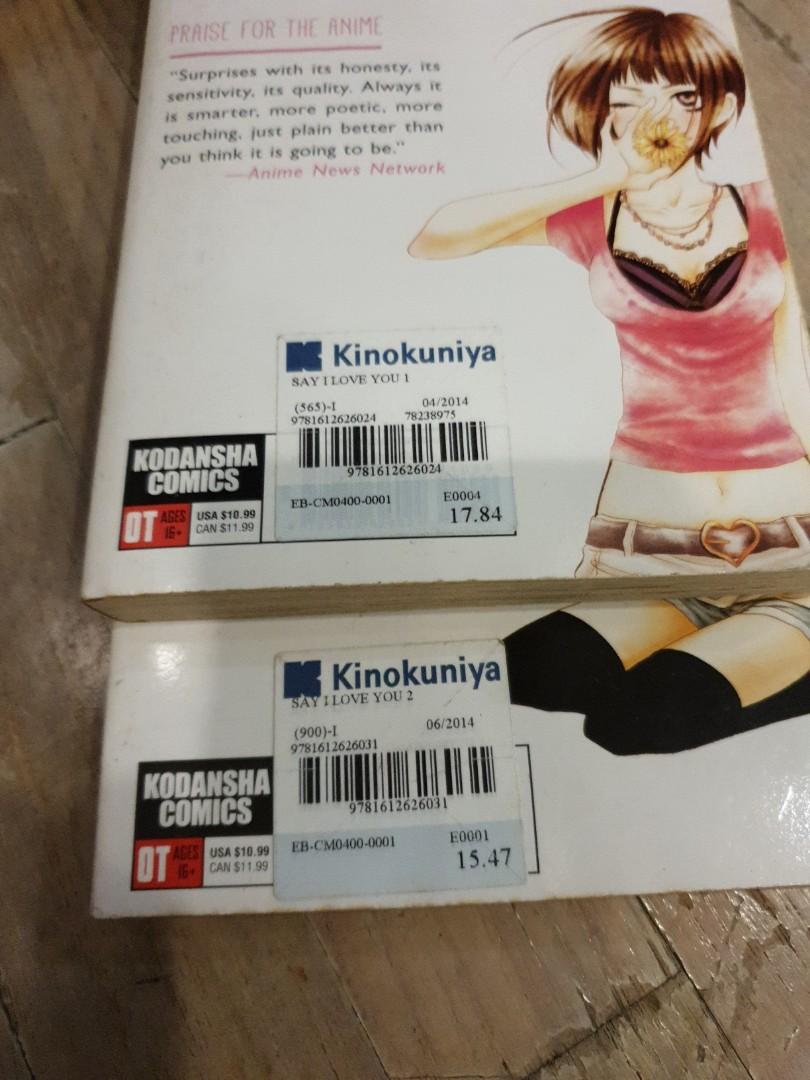 PRAISE FOR THE ANIME
"Surprises with its honesty, its
sensitivity, its quality. Always it
is smarter, more poetic, more
touching, just plain better than
you think it is going to be."
—Anime News Network
Kinokuniya
SAY I LOVE YOU 1
(565)-I 04/2014
9781612626024 78238975
9781612626024
EB-CM0400-0001 E0004
17.84
KODANSHA
COMICS
OT AGES 16+
USA $10.99
CAN $11.99
Kinokuniya
SAY I LOVE YOU 2
(900)-I 06/2014
9781612626031
9781612626031
EB-CM0400-0001 E0001
15.47
KODANSHA
COMICS
OT AGES 16+
USA $10.99
CAN $11.99